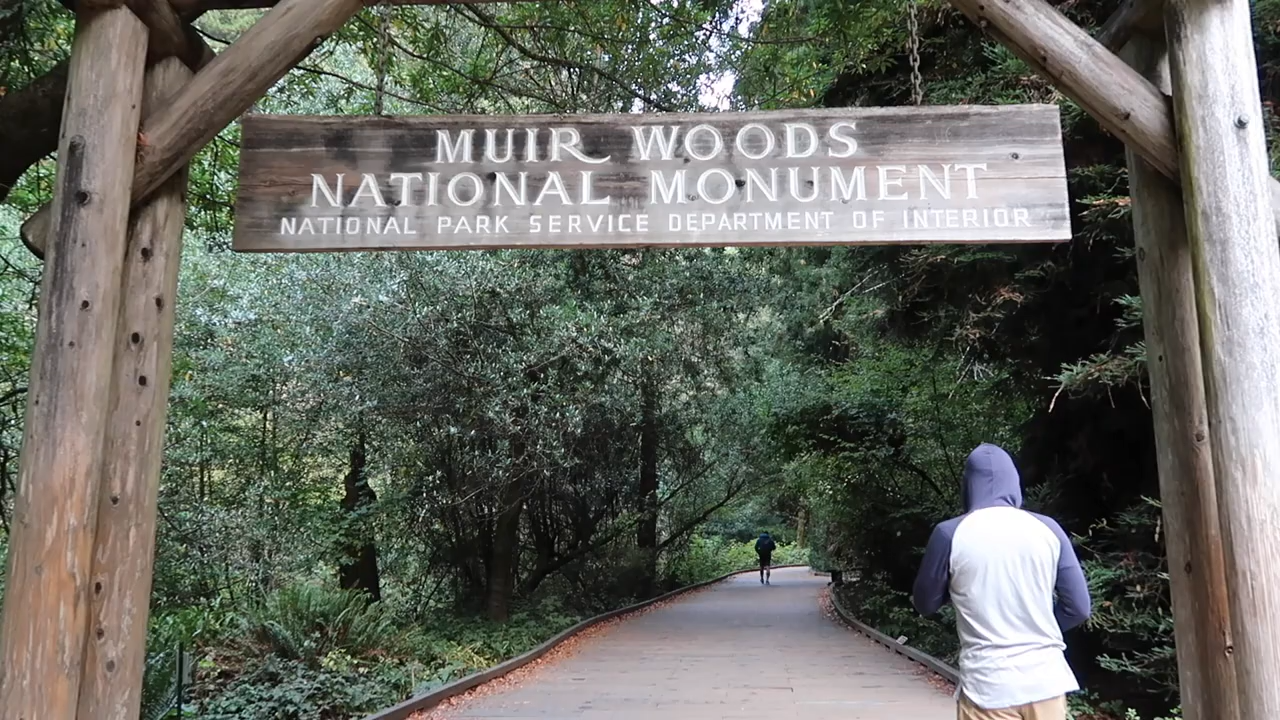 MUIR WOODS
NATIONAL MONUMENT
NATIONAL PARK SERVICE DEPARTMENT OF INTERIOR